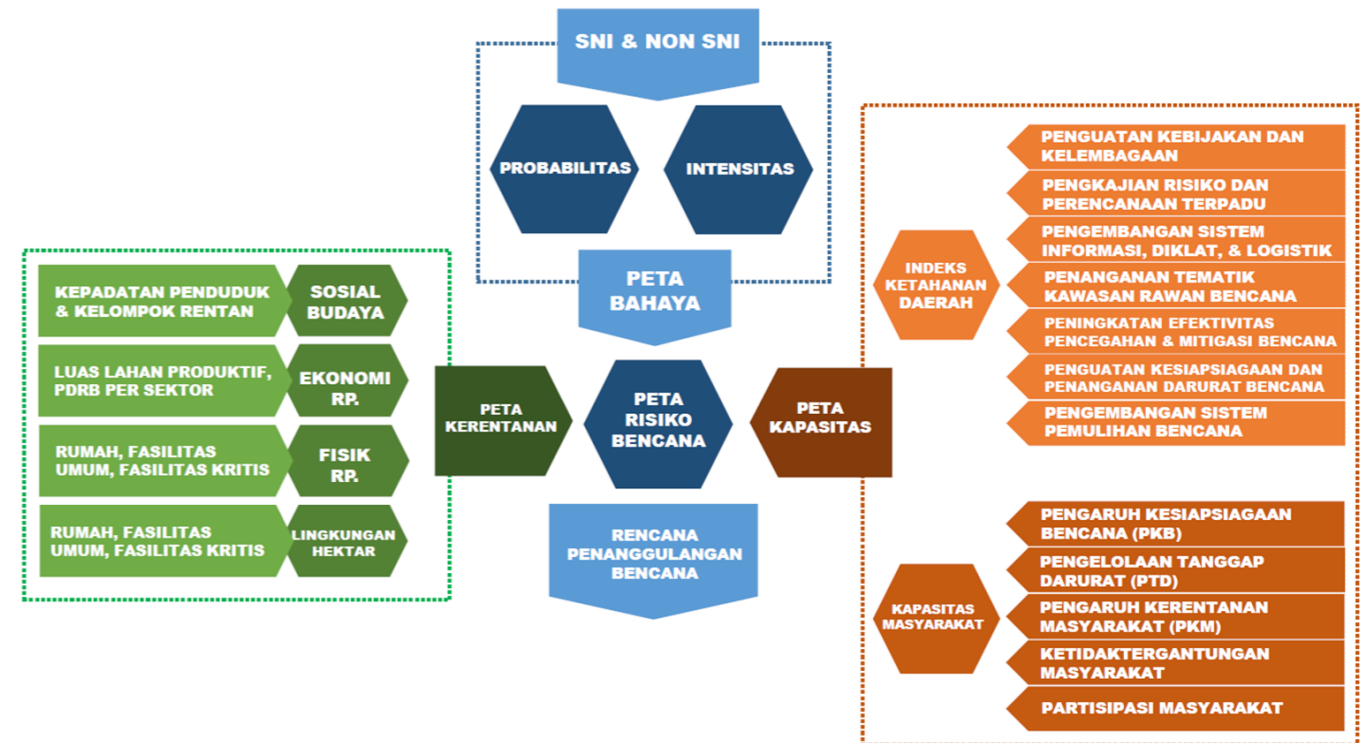 SNI & NON SNI
PROBABILITAS
INTENSITAS
PETA
BAHAYA
KEPADATAN PENDUDUK
& KELOMPOK RENTAN
SOSIAL
BUDAYA
LUAS LAHAN PRODUKTIF,
PDRB PER SEKTOR
EKONOMI
RP.
RUMAH, FASILITAS
UMUM, FASILITAS KRITIS
FISIK
RP.
RUMAH, FASILITAS
UMUM, FASILITAS KRITIS
LINGKUNGAN
HEKTAR
PETA
KERENTANAN
PETA
RISIKO
BENCANA
PETA
KAPASITAS
RENCANA
PENANGGULANGAN
BENCANA
INDEKS
KETAHANAN
DAERAH
PENGUATAN KEBIJAKAN DAN
KELEMBAGAAN
PENGKAJIAN RISIKO DAN
PERENCANAAN TERPADU
PENGEMBANGAN SISTEM
INFORMASI, DIKLAT, & LOGISTIK
PENANGANAN TEMATIK
KAWASAN RAWAN BENCANA
PENINGKATAN EFEKTIVITAS
PENCEGAHAN & MITIGASI BENCANA
PENGUATAN KESIAPSIAGAAN DAN
PENANGANAN DARURAT BENCANA
PENGEMBANGAN SISTEM
PEMULIHAN BENCANA
KAPASITAS
MASYARAKAT
PENGARUH KESIAPSIAGAAN
BENCANA (PKB)
PENGELOLAAN TANGGAP
DARURAT (PTD)
PENGARUH KERENTANAN
MASYARAKAT (PKM)
KETIDAKTERGANTUNGAN
MASYARAKAT
PARTISIPASI MASYARAKAT